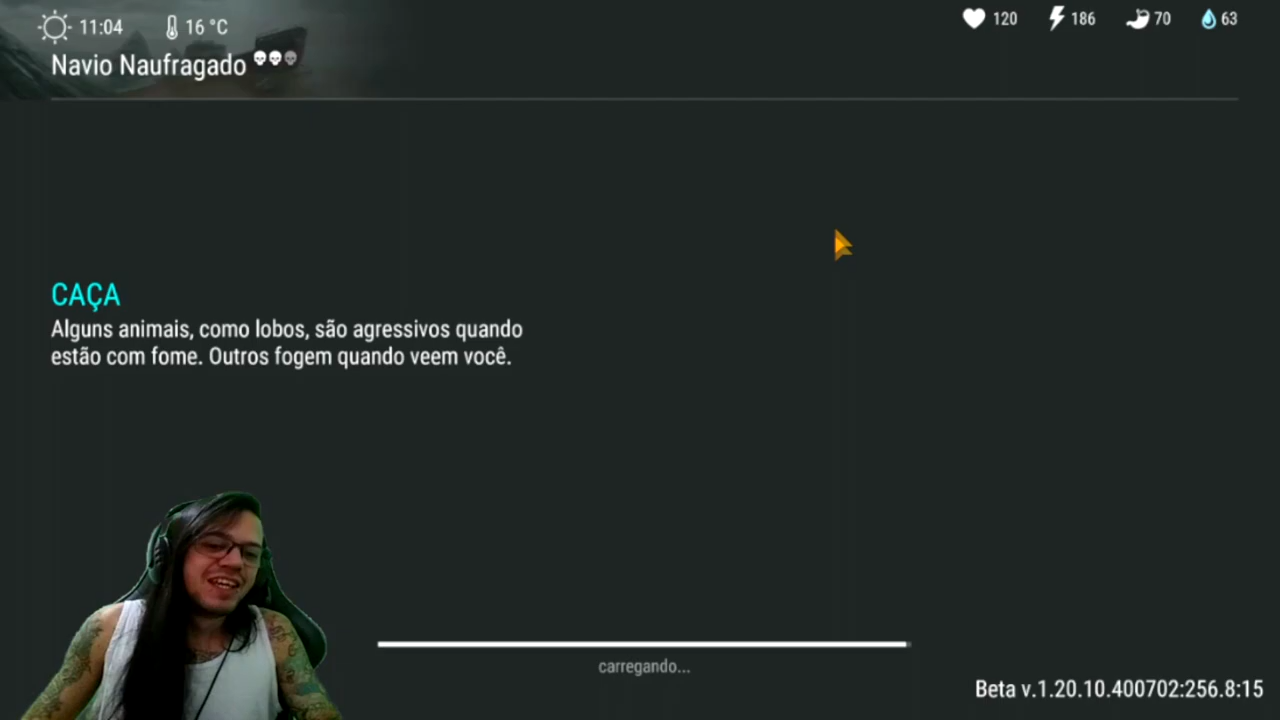 11:04 16 °C 120 186 70 63
Navio Naufragado
CAÇA
Alguns animais, como lobos, são agressivos quando
estão com fome. Outros fogem quando veem você.
carregando...
Beta v.1.20.10.400702:256.8:15